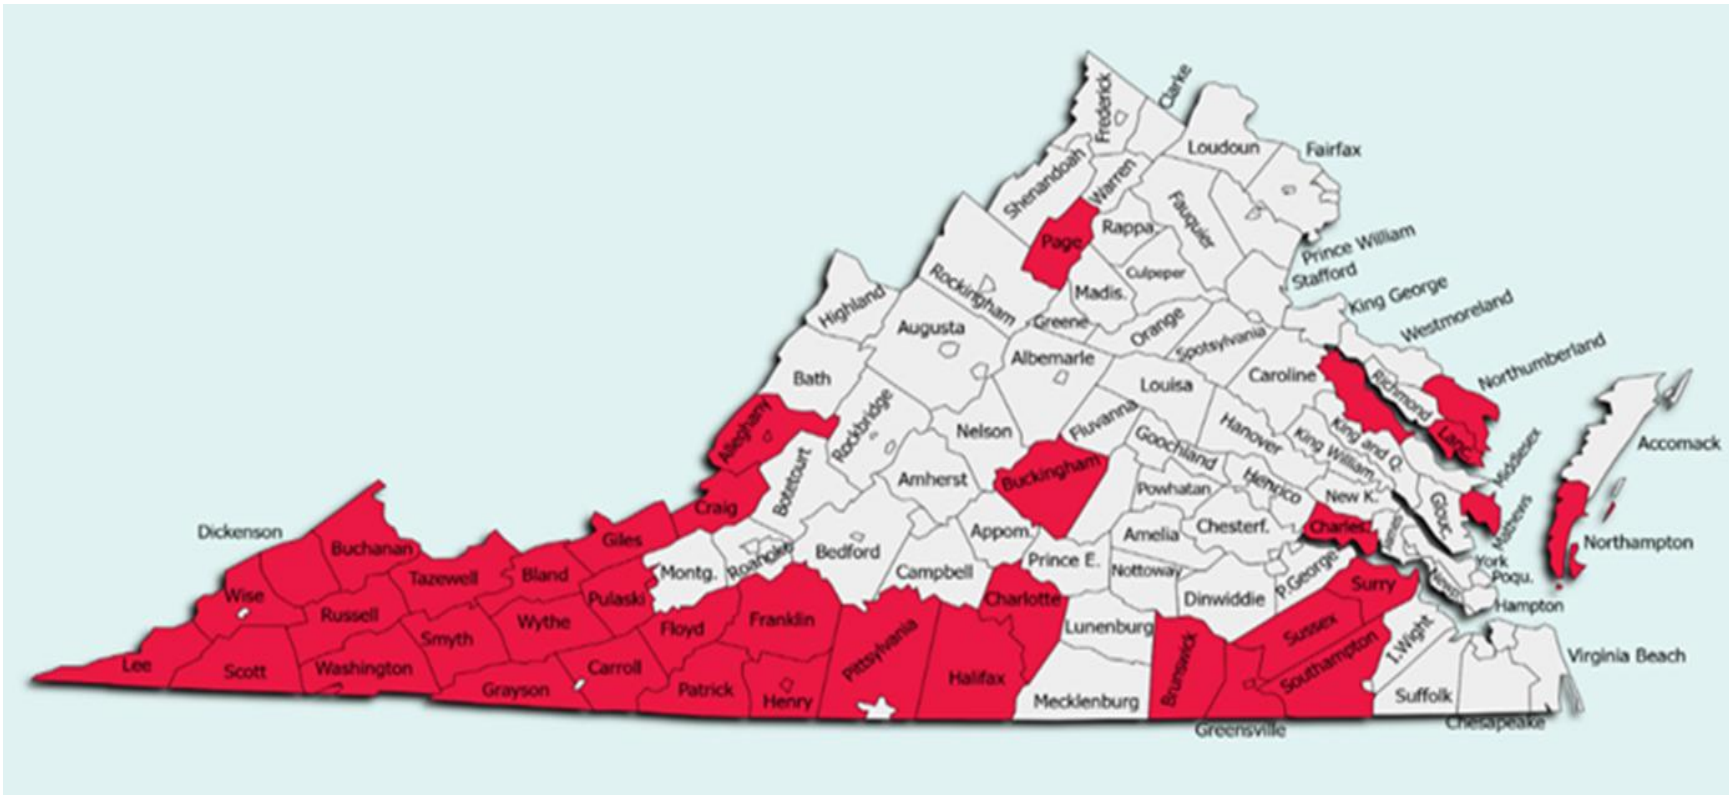 Clarke
Frederick
Loudoun
Fairfax
Shenandoah
Warren
Fauquier
Rappa.
Page
Prince William
Culpeper
Stafford
Rockingham
Madis.
King George
Highland
Greene
Orange
Westmoreland
Augusta
Spotsylvania
Albemarle
Northumberland
Bath
Louisa
Caroline
Richmond
Alleghany
Rockbridge
Nelson
Fluvanna
Hanover
King and Q.
Lanc.
Accomack
Goochland
King William
Middlesex
Buckingham
Botetourt
Amherst
Powhatan
Henrico
New K.
Glouc.
Craig
Mathews
Dickenson
Giles
Appom.
Amelia
Chesterf.
Charles.
James
Northampton
Buchanan
Roanoke
Bedford
Prince E.
York
Tazewell
Bland
Montg.
Campbell
Nottoway
P.George
Surry
Newp.
Poqu.
Wise
Pulaski
Charlotte
Dinwiddie
Hampton
Russell
Wythe
Floyd
Franklin
Pittsylvania
Lunenburg
Sussex
Smyth
I.Wight
Lee
Scott
Washington
Carroll
Halifax
Brunswick
Southampton
Virginia Beach
Grayson
Patrick
Henry
Mecklenburg
Suffolk
Greensville
Chesapeake